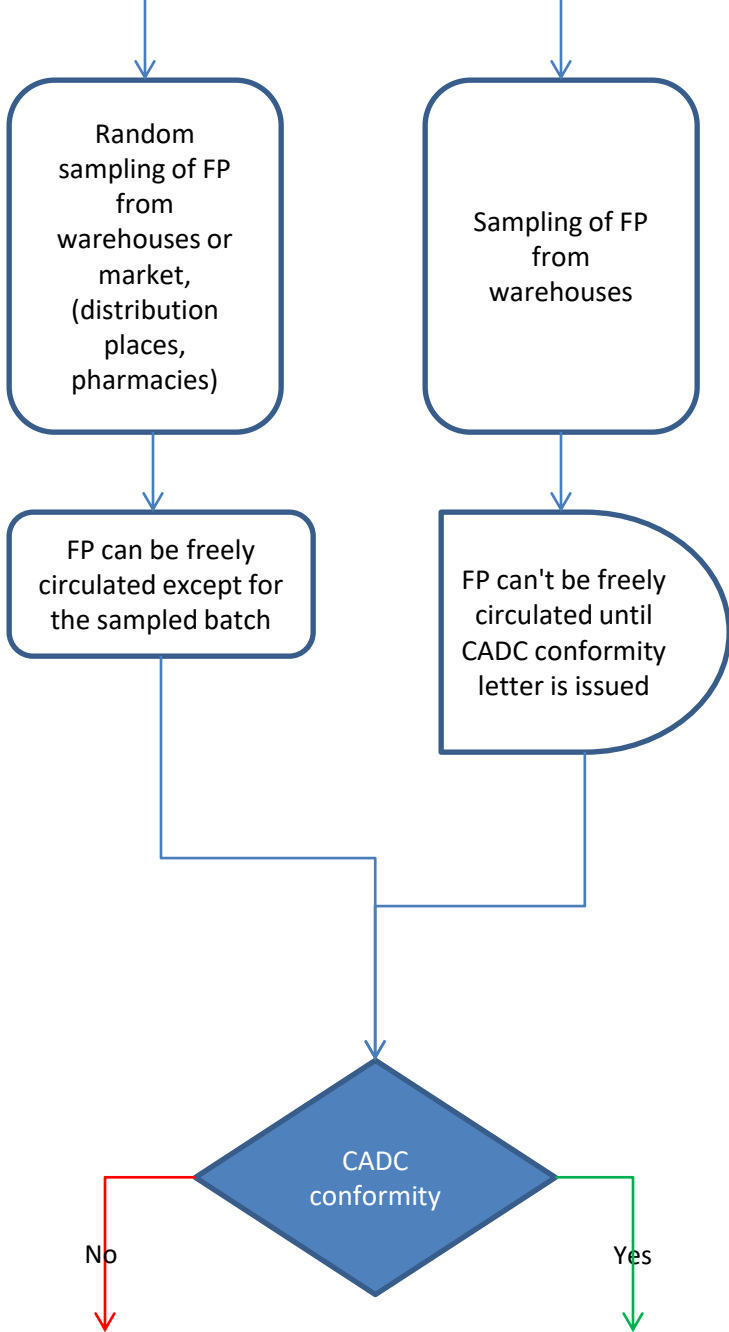 Random
sampling of FP
from
warehouses or
market,
(distribution
places,
pharmacies)
Sampling of FP
from
warehouses
FP can be freely
circulated except for
the sampled batch
FP can't be freely
circulated until
CADC conformity
letter is issued
CADC
conformity
No
Yes